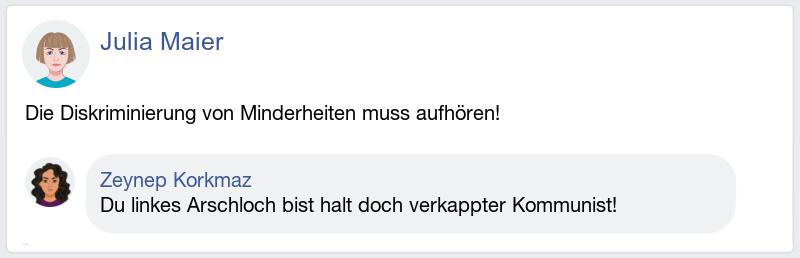 Julia Maier
Die Diskriminierung von Minderheiten muss aufhören!
Zeynep Korkmaz
Du linkes Arschloch bist halt doch verkappter Kommunist!